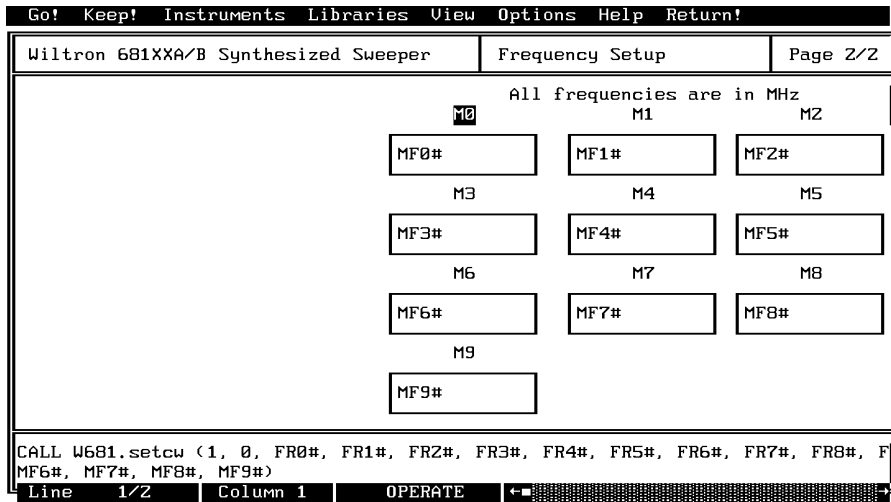 Go! Keep! Instruments Libraries View Options Help Return!
Wiltron 681XXA/B Synthesized Sweeper Frequency Setup Page 2/2
All frequencies are in MHz
M0 M1 M2
MF0# MF1# MF2#
M3 M4 M5
MF3# MF4# MF5#
M6 M7 M8
MF6# MF7# MF8#
M9
MF9#
CALL W681.setcw (1, 0, FR0#, FR1#, FR2#, FR3#, FR4#, FR5#, FR6#, FR7#, FR8#, F
MF6#, MF7#, MF8#, MF9#)
Line 1/2 Column 1 OPERATE